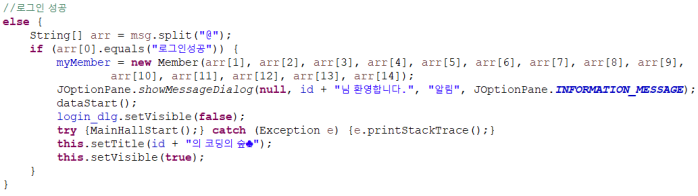 //로그인 성공
else {
String[] arr = msg.split("@");
if (arr[0].equals("로그인성공")) {
myMember = new Member(arr[1], arr[2], arr[3], arr[4], arr[5], arr[6], arr[7], arr[8], arr[9],
arr[10], arr[11], arr[12], arr[13], arr[14]);
JOptionPane.showMessageDialog(null, id + "님 환영합니다.", "알림", JOptionPane.INFORMATION_MESSAGE);
dataStart();
login_dlg.setVisible(false);
try {MainHallStart();} catch (Exception e) {e.printStackTrace();}
this.setTitle(id + "의 코딩의 숲♣");
this.setVisible(true);
}
}